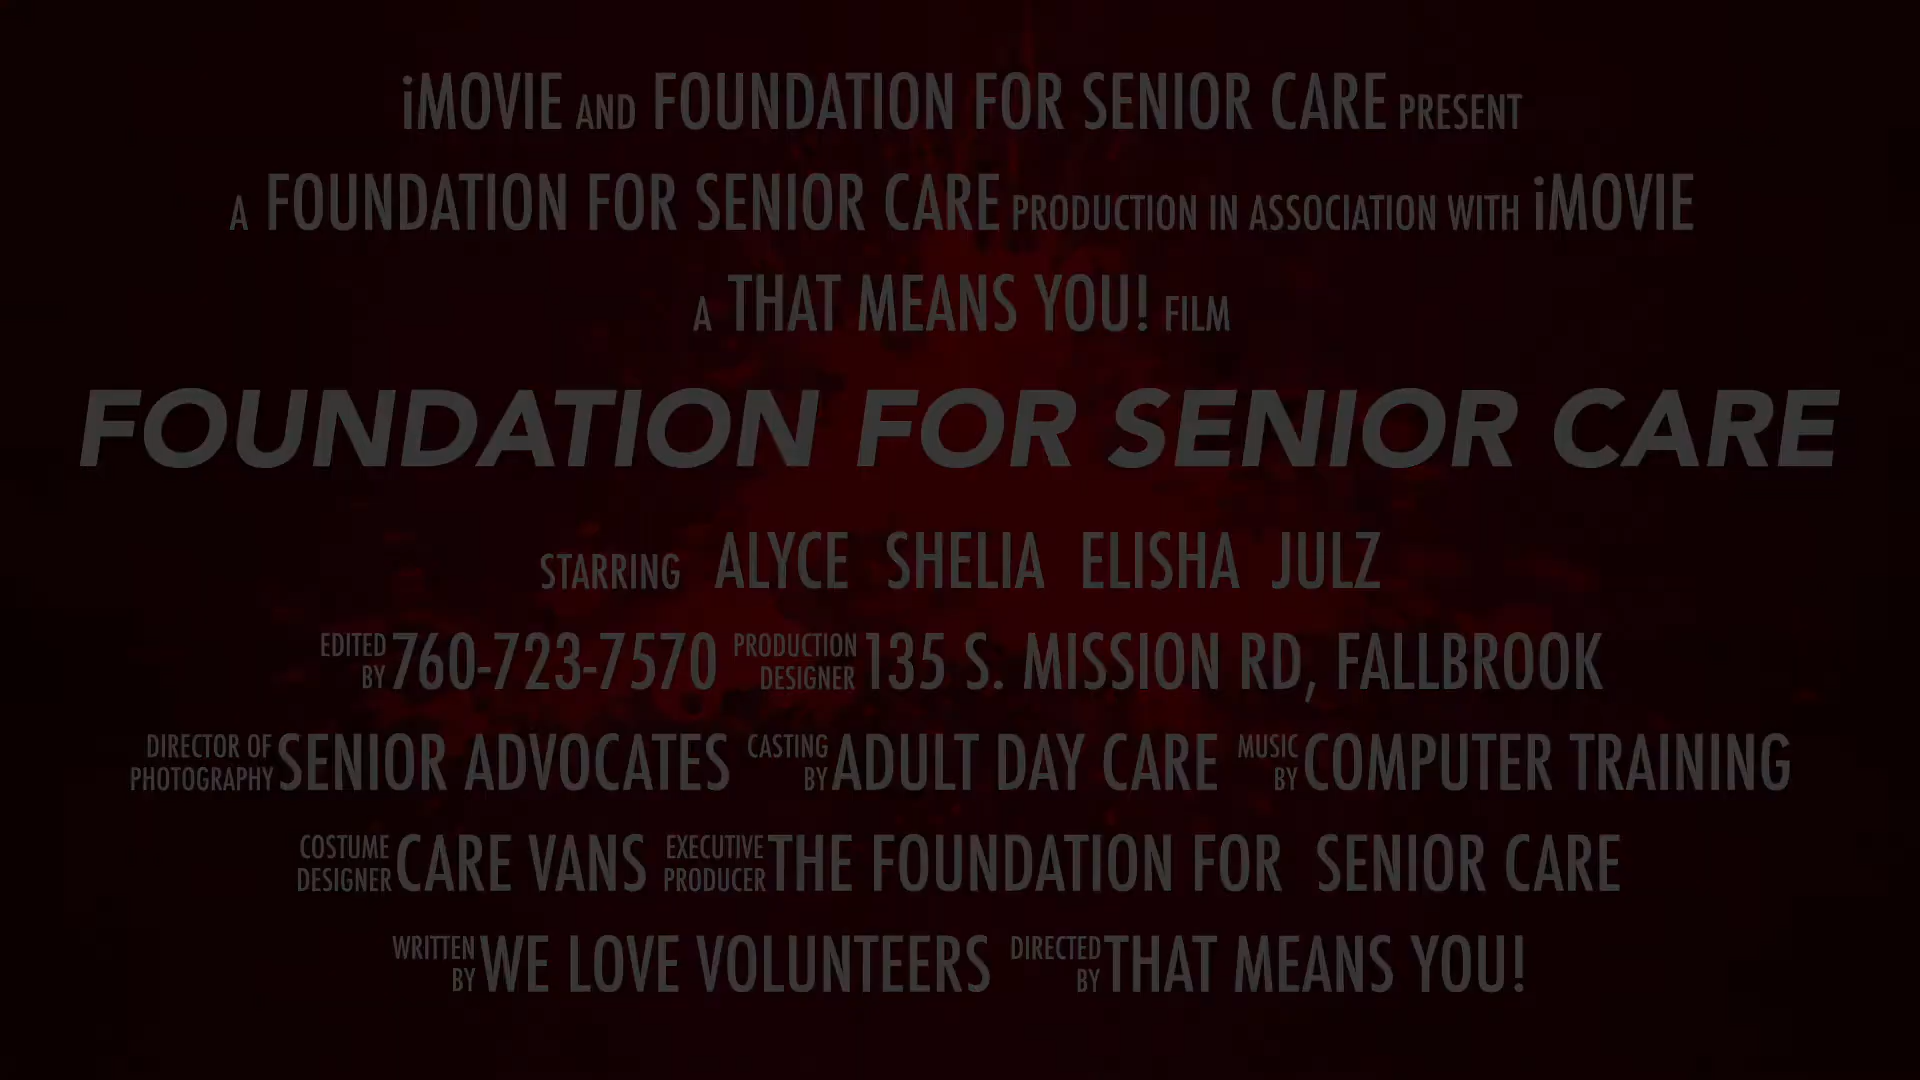 iMOVIE AND FOUNDATION FOR SENIOR CARE PRESENT
A FOUNDATION FOR SENIOR CARE PRODUCTION IN ASSOCIATION WITH iMOVIE
A THAT MEANS YOU! FILM
FOUNDATION FOR SENIOR CARE
STARRING ALYCE SHELIA ELISHA JULZ
EDITED BY 760-723-7570 PRODUCTION DESIGNER 135 S. MISSION RD, FALLBROOK
DIRECTOR OF PHOTOGRAPHY SENIOR ADVOCATES CASTING BY ADULT DAY CARE MUSIC BY COMPUTER TRAINING
COSTUME DESIGNER CARE VANS EXECUTIVE PRODUCER THE FOUNDATION FOR SENIOR CARE
WRITTEN BY WE LOVE VOLUNTEERS DIRECTED BY THAT MEANS YOU!